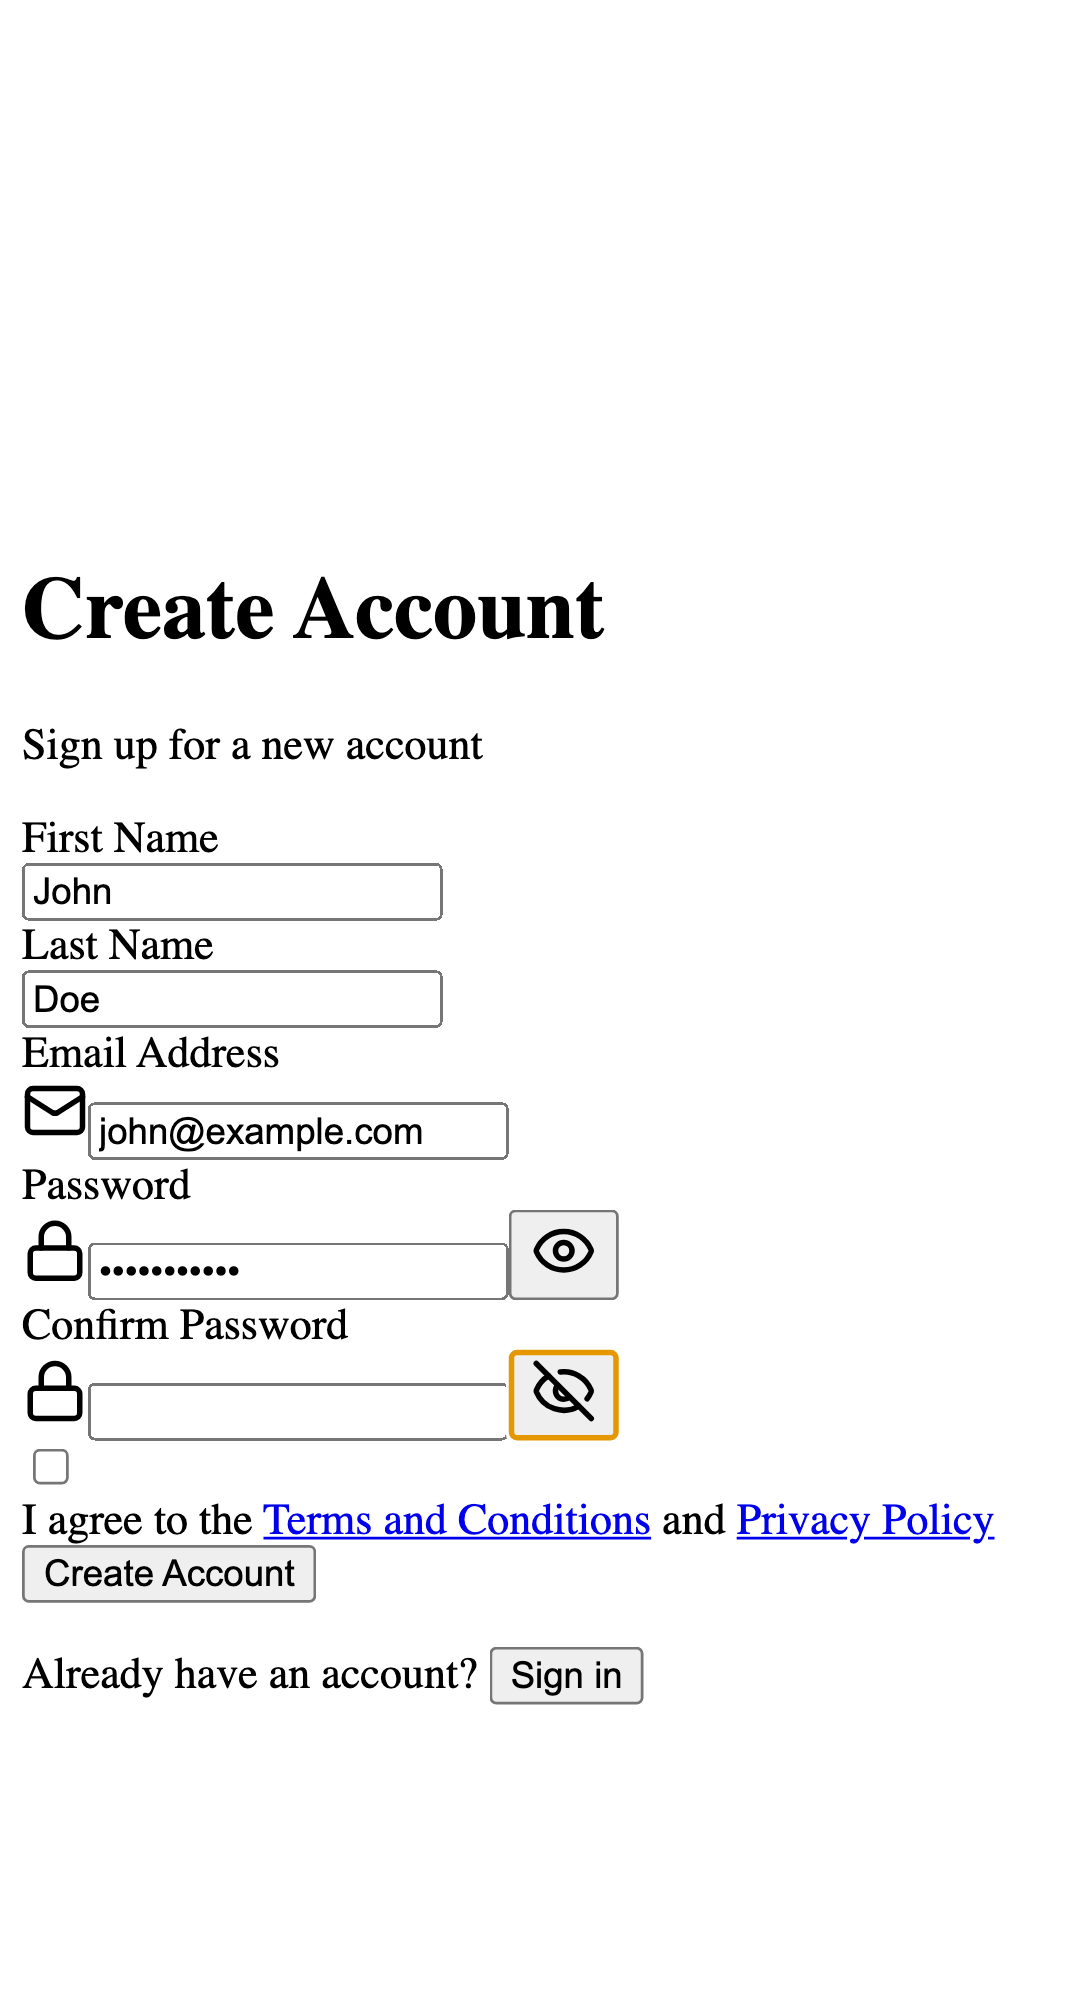 Create Account
Sign up for a new account
First Name
John
Last Name
Doe
Email Address
john@example.com
Password
•••••••••••
Confirm Password
I agree to the Terms and Conditions and Privacy Policy
Create Account
Already have an account? Sign in